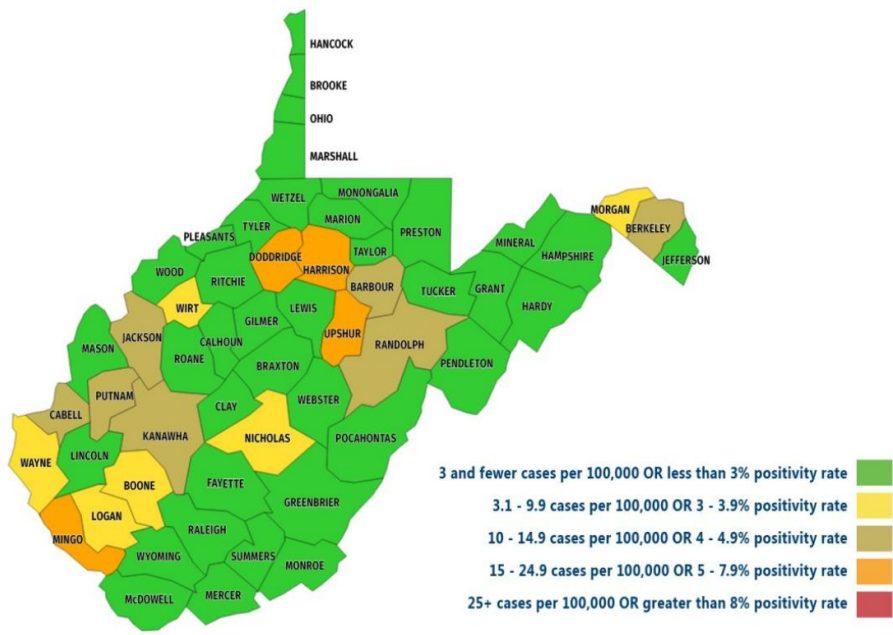 HANCOCK
BROOKE
OHIO
MARSHALL
WETZEL
MONONGALIA
MARION
TYLER
PLEASANTS
PRESTON
MORGAN
BERKELEY
MINERAL
HAMPSHIRE
JEFFERSON
DODDRIDGE
HARRISON
TAYLOR
WOOD
RITCHIE
BARBOUR
TUCKER
GRANT
HARDY
WIRT
LEWIS
GILMER
UPSHUR
RANDOLPH
JACKSON
CALHOUN
MASON
ROANE
BRAXTON
PENDLETON
PUTNAM
CLAY
WEBSTER
CABELL
KANAWHA
NICHOLAS
POCAHONTAS
WAYNE
LINCOLN
BOONE
FAYETTE
GREENBRIER
LOGAN
RALEIGH
MINGO
WYOMING
SUMMERS
MONROE
McDOWELL
MERCER
3 and fewer cases per 100,000 OR less than 3% positivity rate
3.1 - 9.9 cases per 100,000 OR 3 - 3.9% positivity rate
10 - 14.9 cases per 100,000 OR 4 - 4.9% positivity rate
15 - 24.9 cases per 100,000 OR 5 - 7.9% positivity rate
25+ cases per 100,000 OR greater than 8% positivity rate